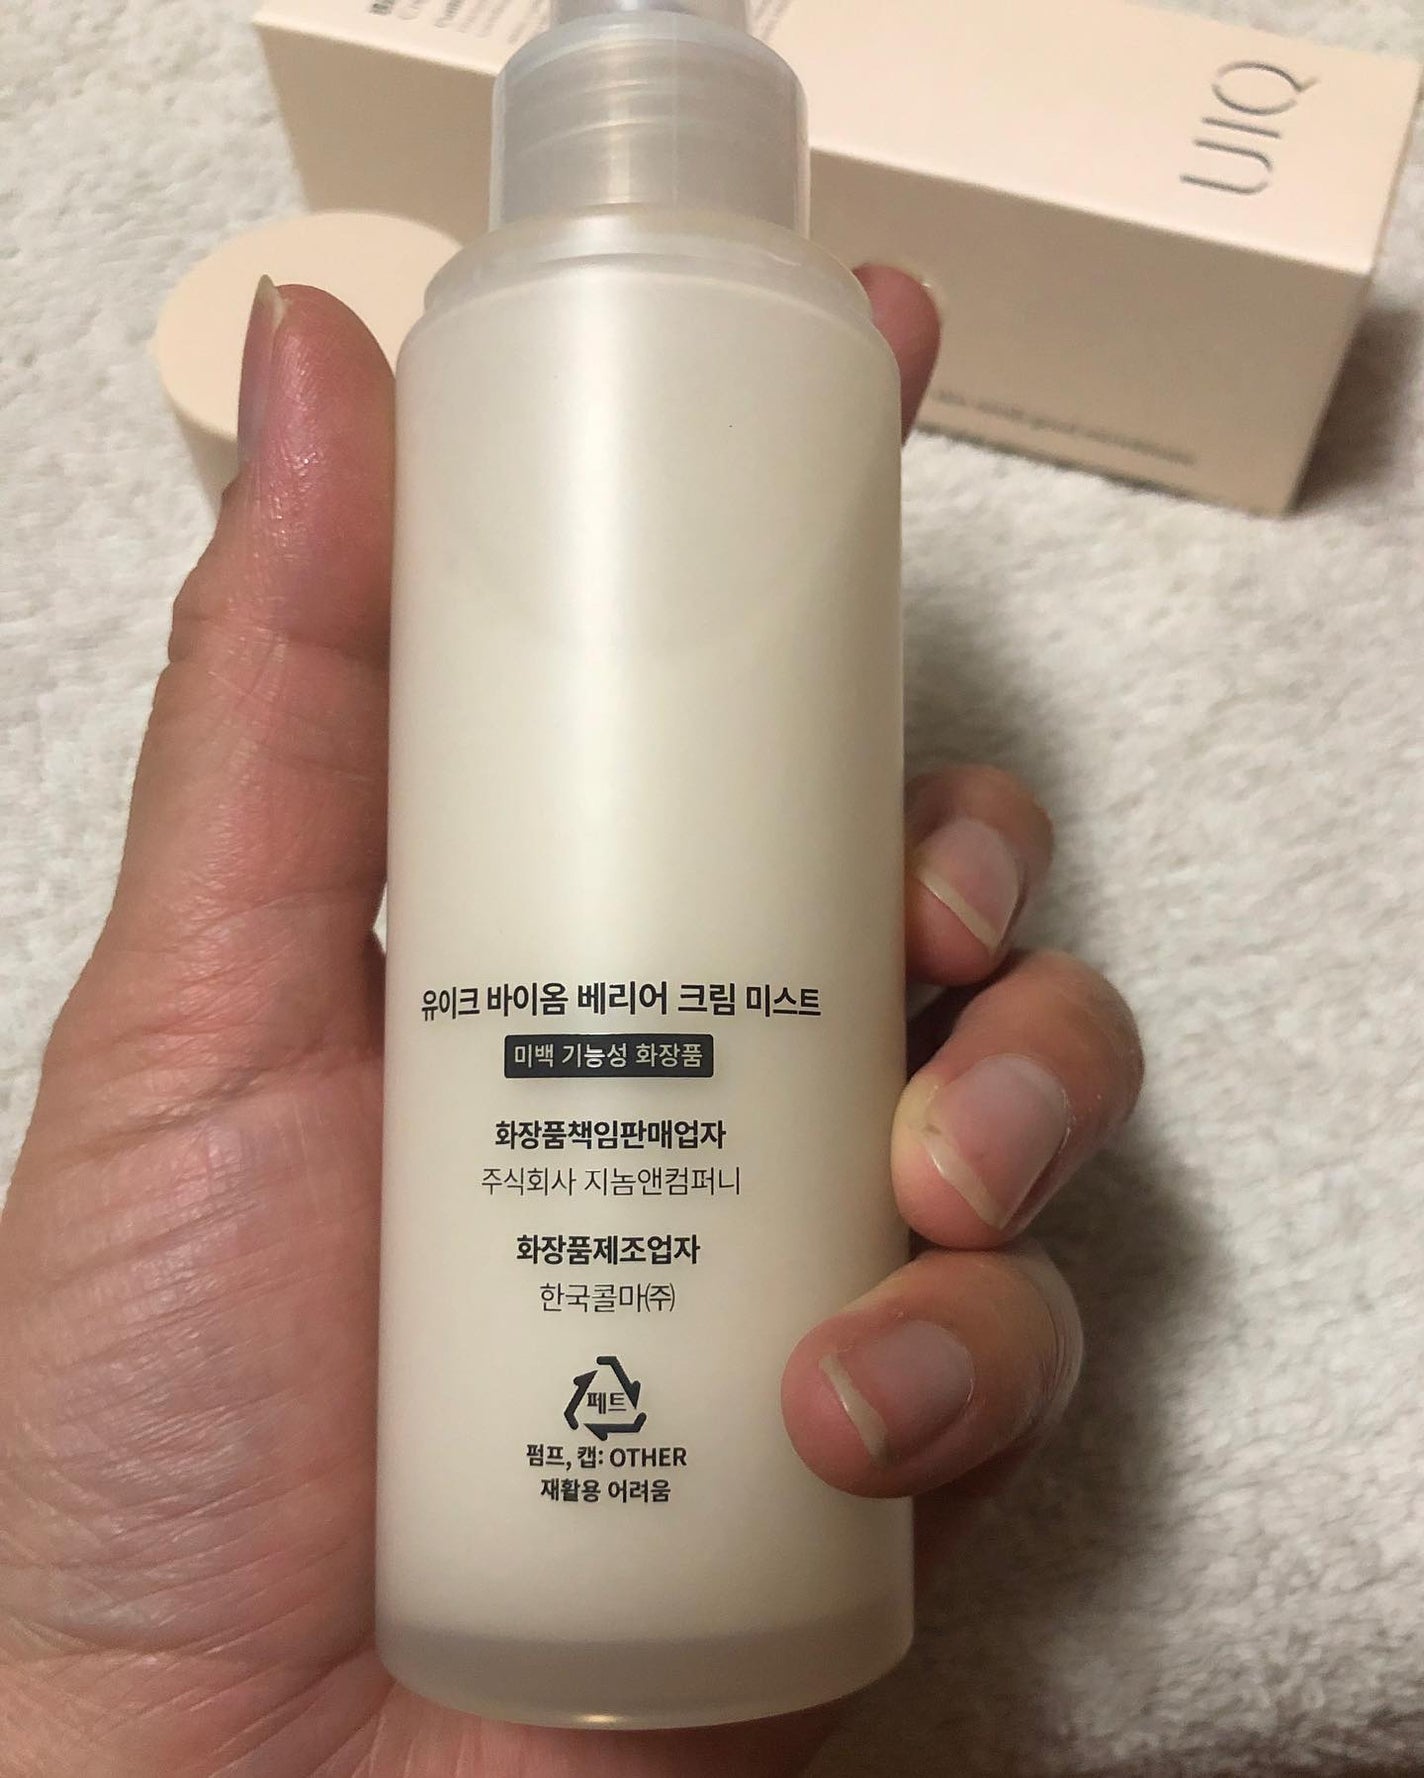 UIQ
유이크 바이옴 베리어 크림 미스트
미백 기능성 화장품
화장품책임판매업자
주식회사 지놈앤컴퍼니
화장품제조업자
한국콜마(주)
페트
펌프, 캡: OTHER
재활용 어려움